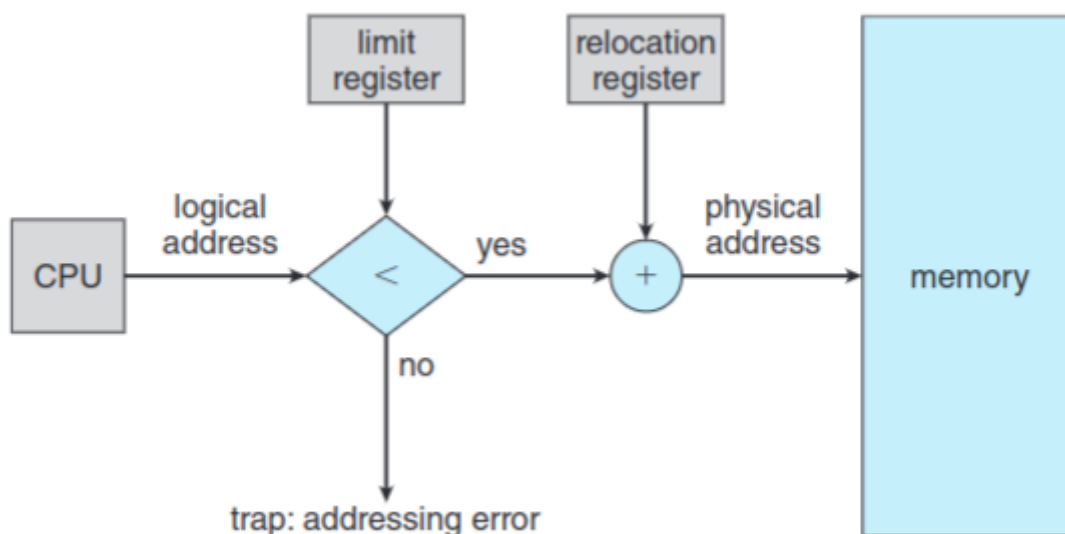 limit
register
relocation
register
logical
address
physical
address
CPU
<
yes
+
memory
no
trap: addressing error